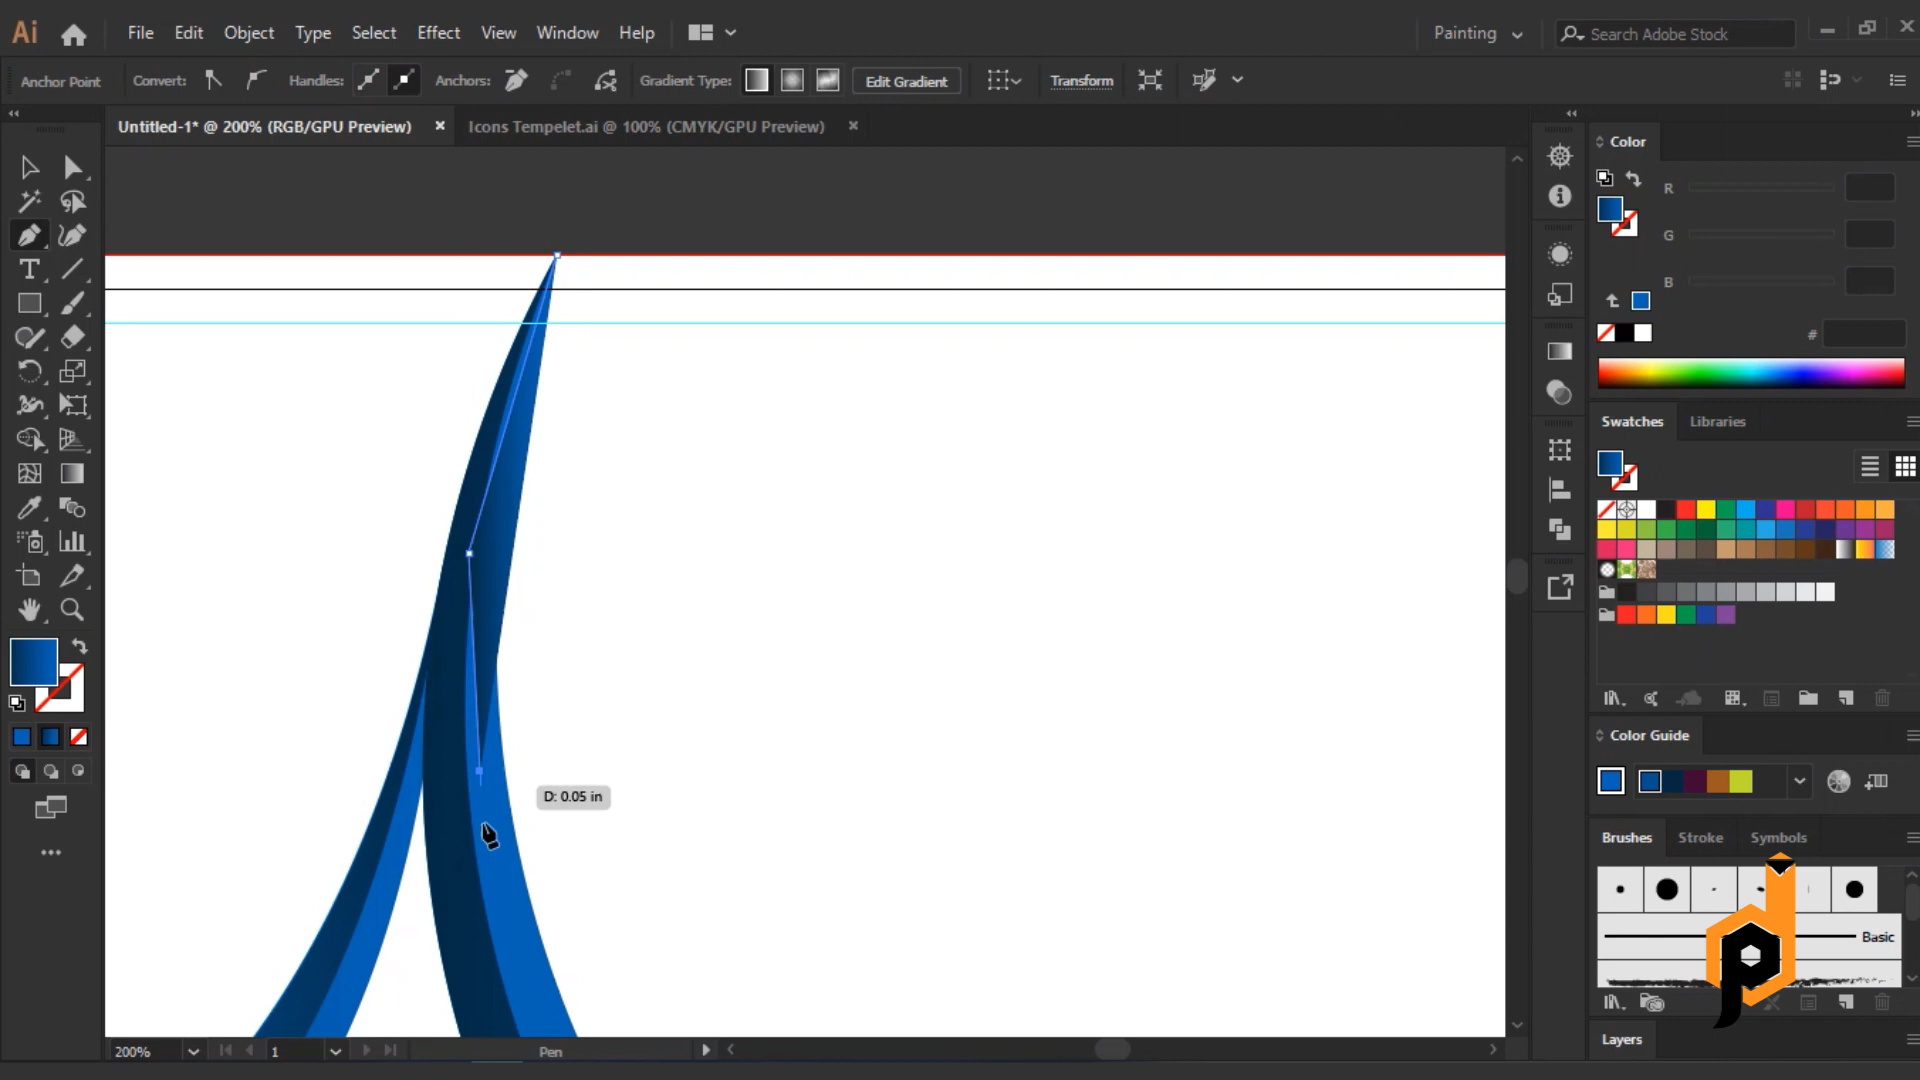 Ai File Edit Object Type Select Effect View Window Help Painting Search Adobe Stock
Anchor Point Convert: Handles: Anchors: Gradient Type: Edit Gradient Transform
Untitled-1* @ 200% (RGB/GPU Preview) Icons Tempelet.ai @ 100% (CMYK/GPU Preview)
Color
R
G
B
#
Swatches Libraries
D: 0.05 in
Color Guide
Brushes Stroke Symbols
Basic
Layers
200% 1 Pen